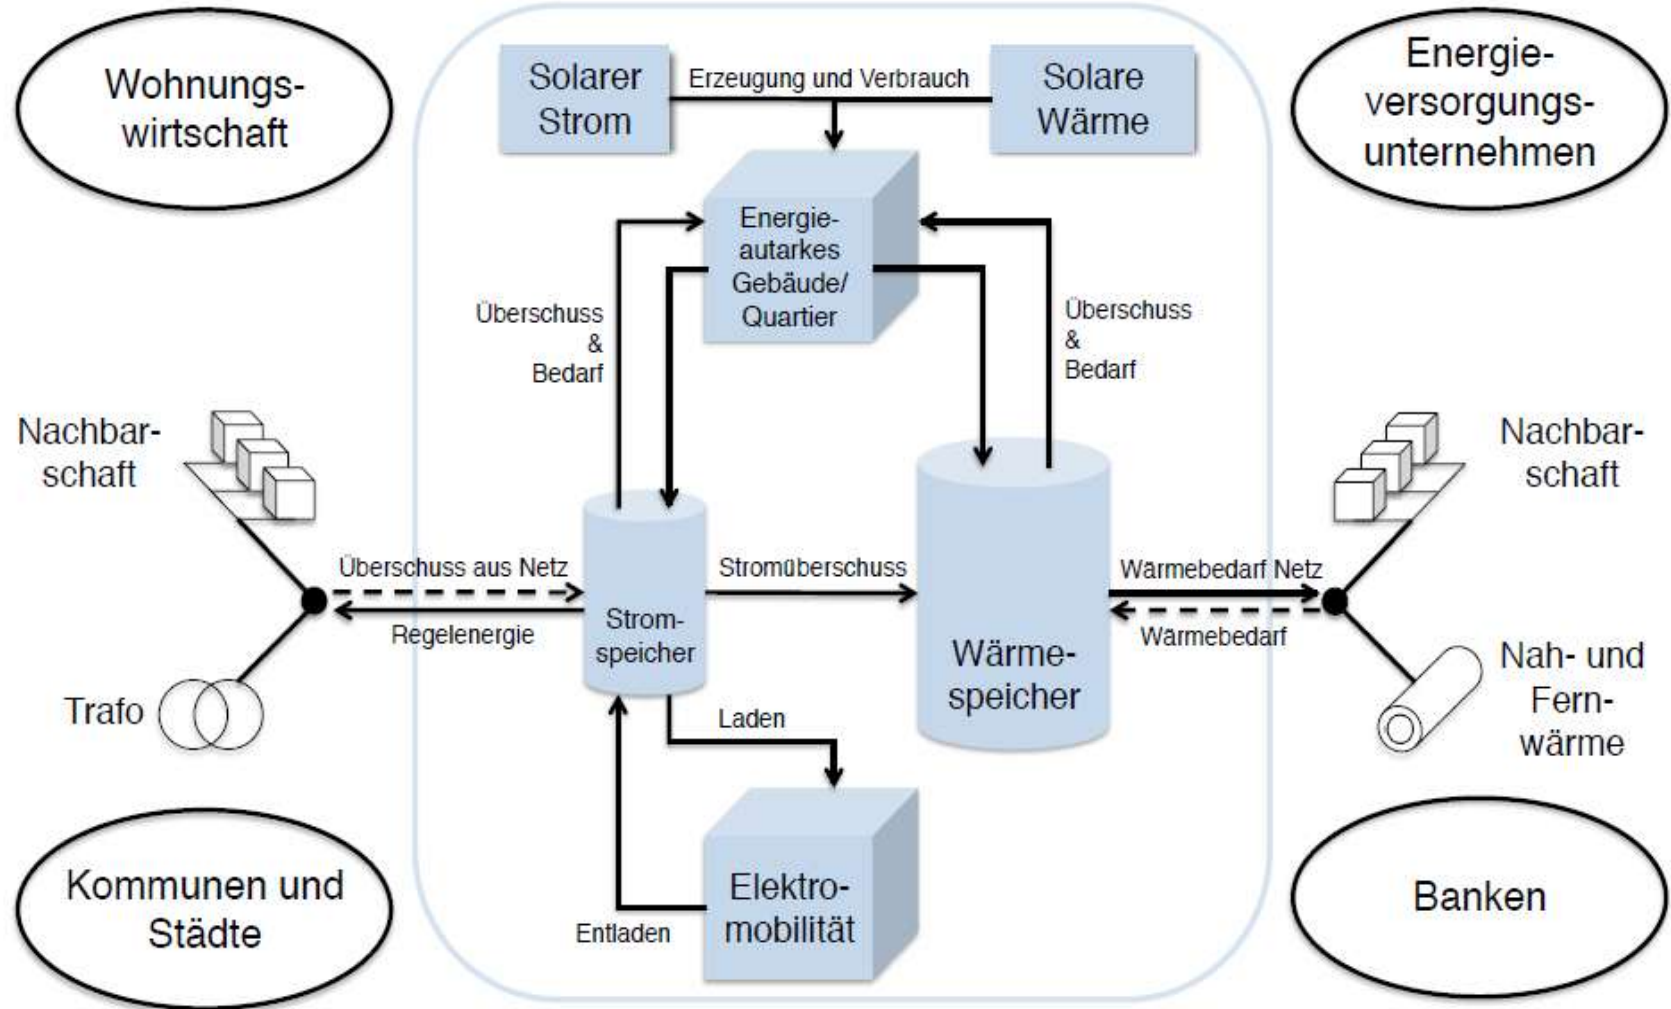 Wohnungs-
wirtschaft
Solarer
Strom
Erzeugung und Verbrauch
Solare
Wärme
Energie-
versorgungs-
unternehmen
Energie-
autarkes
Gebäude/
Quartier
Überschuss
&
Bedarf
Überschuss
&
Bedarf
Nachbar-
schaft
Nachbar-
schaft
Überschuss aus Netz
Regelenergie
Strom-
speicher
Stromüberschuss
Wärme-
speicher
Wärmebedarf Netz
Wärmebedarf
Trafo
Nah- und
Fern-
wärme
Laden
Entladen
Elektro-
mobilität
Kommunen und
Städte
Banken